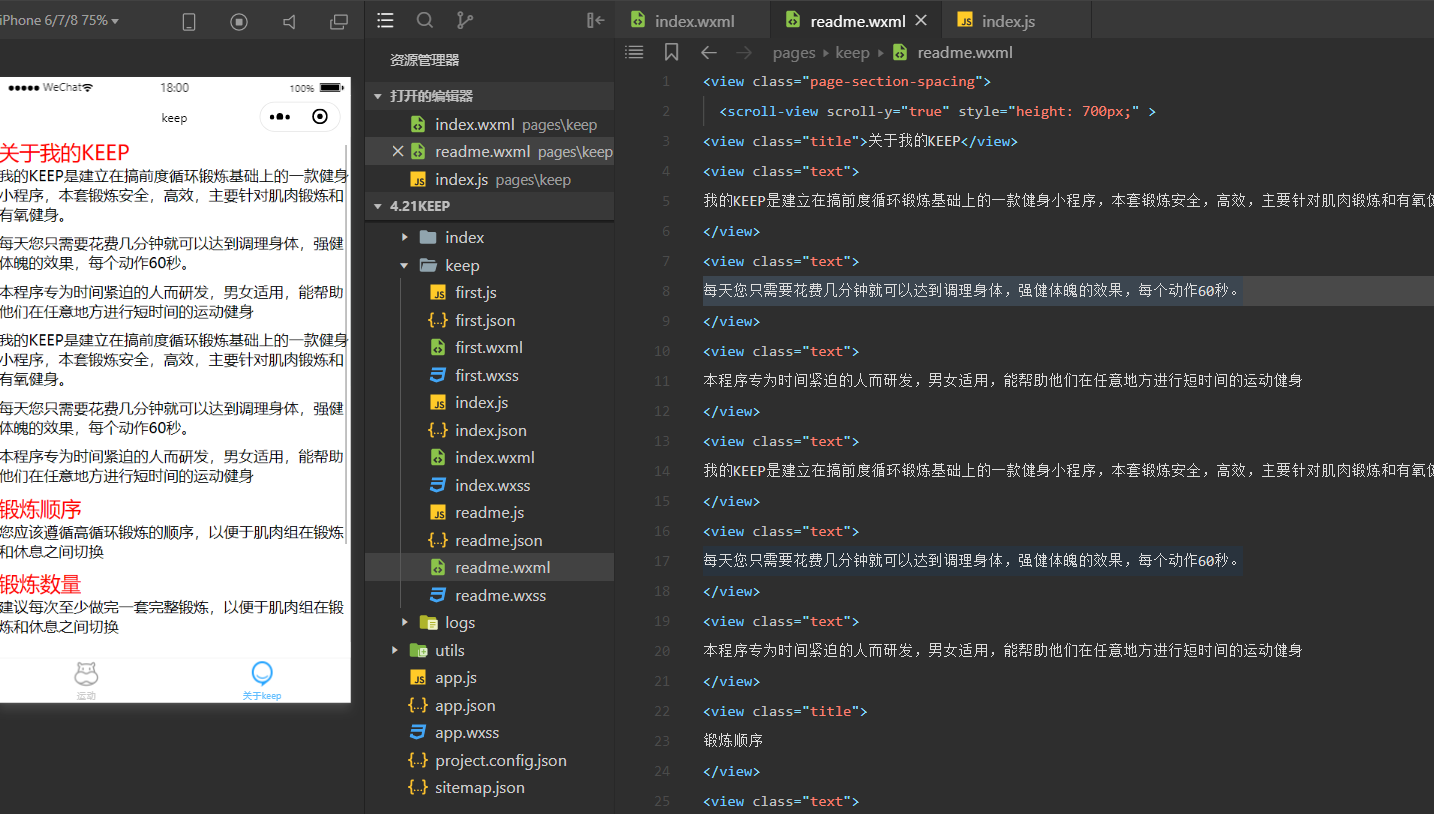 iPhone 6/7/8 75%
WeChat
18:00
100%
keep
关于我的KEEP
我的KEEP是建立在搞前度循环锻炼基础上的一款健身
小程序，本套锻炼安全，高效，主要针对肌肉锻炼和
有氧健身。
每天您只需要花费几分钟就可以达到调理身体，强健
体魄的效果，每个动作60秒。
本程序专为时间紧迫的人而研发，男女适用，能帮助
他们在任意地方进行短时间的运动健身
我的KEEP是建立在搞前度循环锻炼基础上的一款健身
小程序，本套锻炼安全，高效，主要针对肌肉锻炼和
有氧健身。
每天您只需要花费几分钟就可以达到调理身体，强健
体魄的效果，每个动作60秒。
本程序专为时间紧迫的人而研发，男女适用，能帮助
他们在任意地方进行短时间的运动健身
锻炼顺序
您应该遵循高循环锻炼的顺序，以便于肌肉组在锻炼
和休息之间切换
锻炼数量
建议每次至少做完一套完整锻炼，以便于肌肉组在锻
炼和休息之间切换
运动
关于keep
资源管理器
打开的编辑器
index.wxml pages\keep
readme.wxml pages\keep
JS index.js pages\keep
4.21KEEP
index
keep
JS first.js
{..} first.json
first.wxml
first.wxss
JS index.js
{..} index.json
index.wxml
index.wxss
JS readme.js
{..} readme.json
readme.wxml
readme.wxss
logs
utils
JS app.js
{..} app.json
app.wxss
{..} project.config.json
{..} sitemap.json
index.wxml
readme.wxml
JS index.js
pages keep readme.wxml
1 <view class="page-section-spacing">
2 <scroll-view scroll-y="true" style="height: 700px;" >
3 <view class="title">关于我的KEEP</view>
4 <view class="text">
5 我的KEEP是建立在搞前度循环锻炼基础上的一款健身小程序，本套锻炼安全，高效，主要针对肌肉锻炼和有氧健
6 </view>
7 <view class="text">
8 每天您只需要花费几分钟就可以达到调理身体，强健体魄的效果，每个动作60秒。
9 </view>
10 <view class="text">
11 本程序专为时间紧迫的人而研发，男女适用，能帮助他们在任意地方进行短时间的运动健身
12 </view>
13 <view class="text">
14 我的KEEP是建立在搞前度循环锻炼基础上的一款健身小程序，本套锻炼安全，高效，主要针对肌肉锻炼和有氧健
15 </view>
16 <view class="text">
17 每天您只需要花费几分钟就可以达到调理身体，强健体魄的效果，每个动作60秒。
18 </view>
19 <view class="text">
20 本程序专为时间紧迫的人而研发，男女适用，能帮助他们在任意地方进行短时间的运动健身
21 </view>
22 <view class="title">
23 锻炼顺序
24 </view>
25 <view class="text">